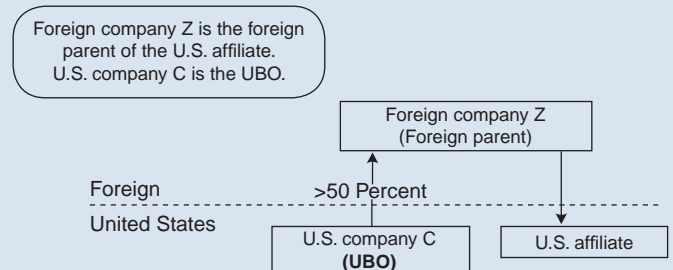 Foreign company Z is the foreign
parent of the U.S. affiliate.
U.S. company C is the UBO.
Foreign company Z
(Foreign parent)
Foreign
>50 Percent
United States
U.S. company C
(UBO)
U.S. affiliate